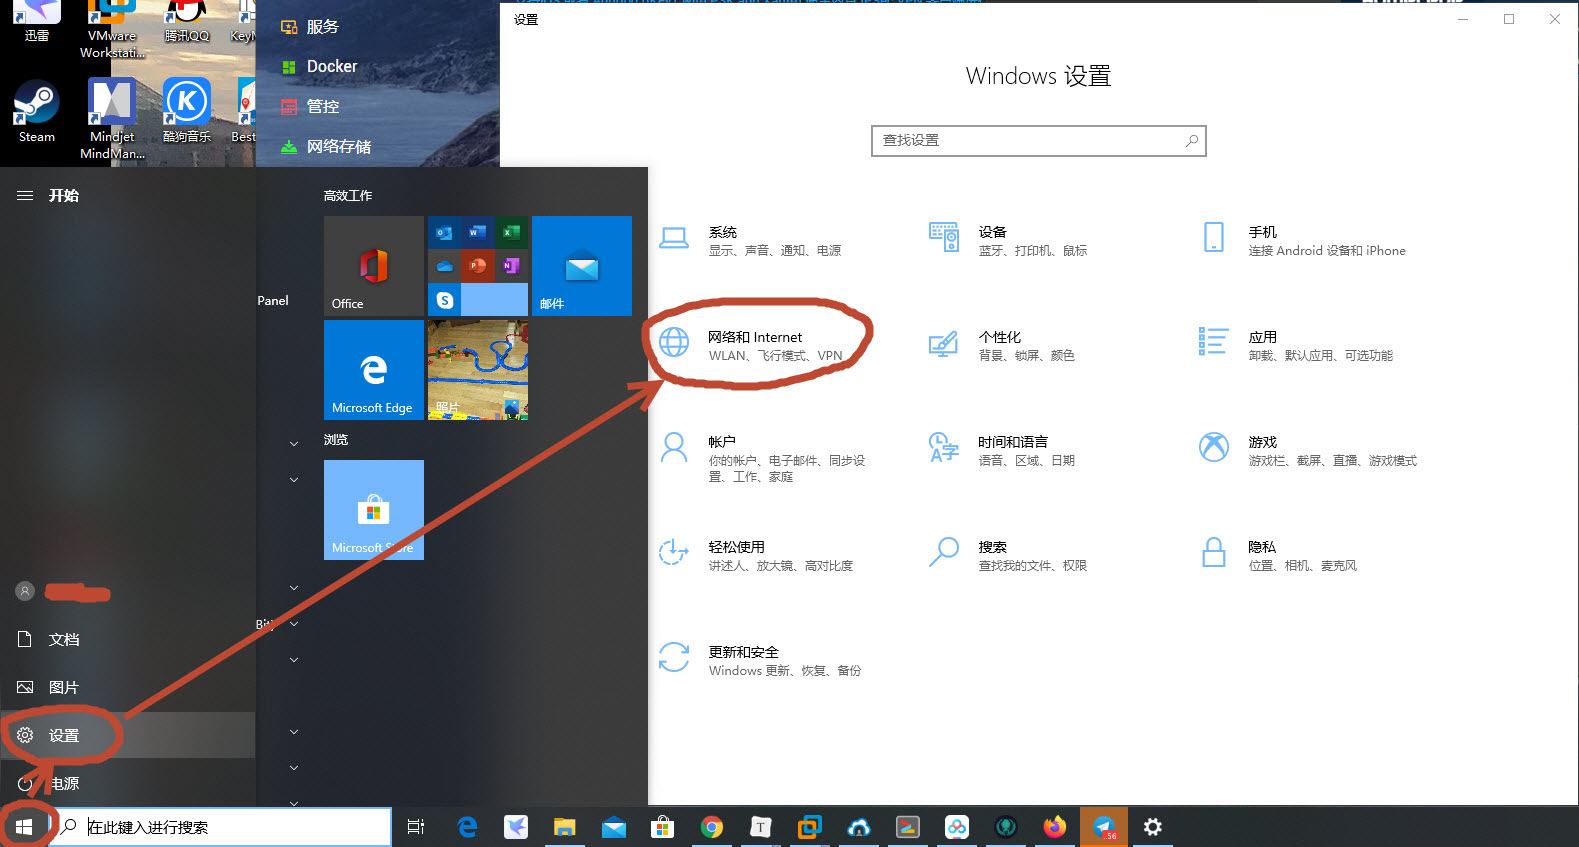 迅雷
VMware
Workstati...
腾讯QQ
Steam
Mindjet
MindMan...
酷狗音乐
Best
服务
Docker
管控
网络存储
设置
Windows 设置
查找设置
系统
显示、声音、通知、电源
设备
蓝牙、打印机、鼠标
手机
连接 Android 设备和 iPhone
网络和 Internet
WLAN、飞行模式、VPN
个性化
背景、锁屏、颜色
应用
卸载、默认应用、可选功能
帐户
你的帐户、电子邮件、同步设
置、工作、家庭
时间和语言
语音、区域、日期
游戏
游戏栏、截屏、直播、游戏模式
轻松使用
讲述人、放大镜、高对比度
搜索
查找我的文件、权限
隐私
位置、相机、麦克风
更新和安全
Windows 更新、恢复、备份
开始
高效工作
Panel
Office
邮件
Microsoft Edge
照片
浏览
Microsoft Store
文档
图片
设置
电源
在此键入进行搜索
..56